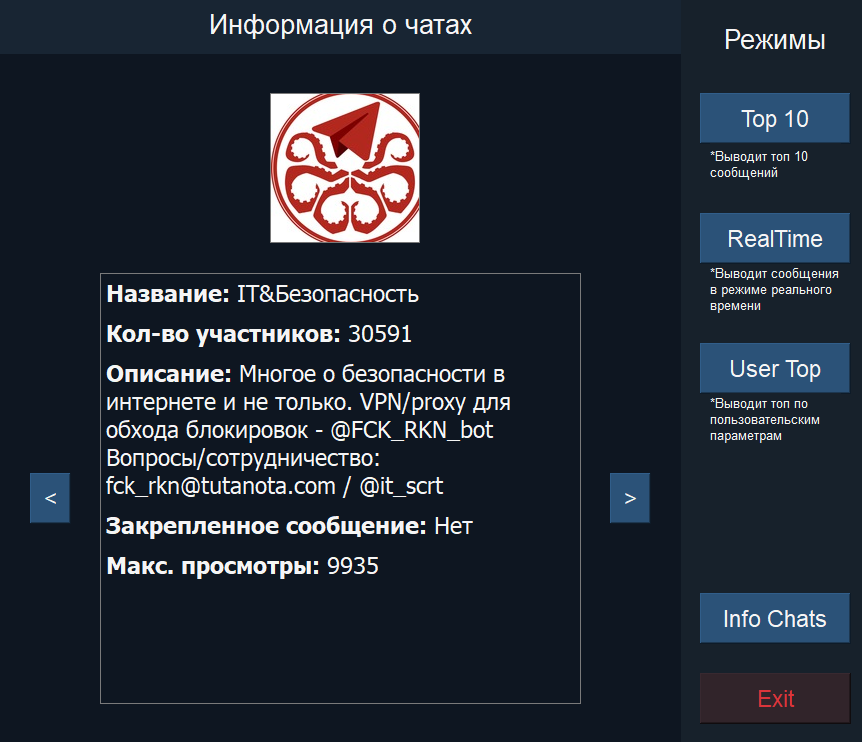 Информация о чатах
Название: IT&Безопасность
Кол-во участников: 30591
Описание: Многое о безопасности в
интернете и не только. VPN/proxy для
обхода блокировок - @FCK_RKN_bot
Вопросы/сотрудничество:
fck_rkn@tutanota.com / @it_scrt
Закрепленное сообщение: Нет
Макс. просмотры: 9935
<
>
Режимы
Top 10
*Выводит топ 10
сообщений
RealTime
*Выводит сообщения
в режиме реального
времени
User Top
*Выводит топ по
пользовательским
параметрам
Info Chats
Exit